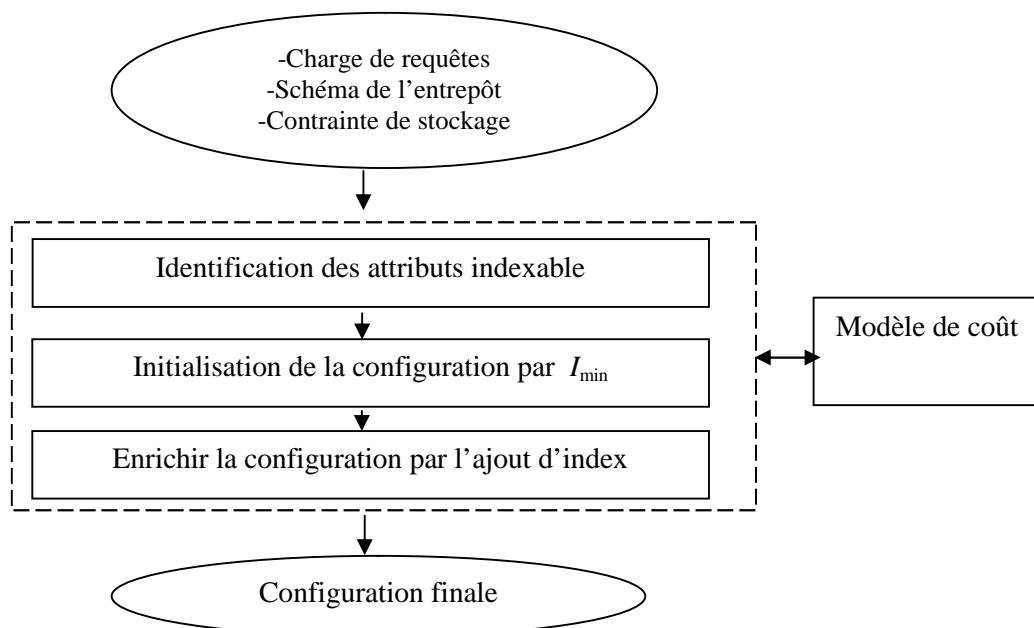 -Charge de requêtes
-Schéma de l’entrepôt
-Contrainte de stockage
Identification des attributs indexable
Initialisation de la configuration par I_min
Enrichir la configuration par l’ajout d’index
Modèle de coût
Configuration finale